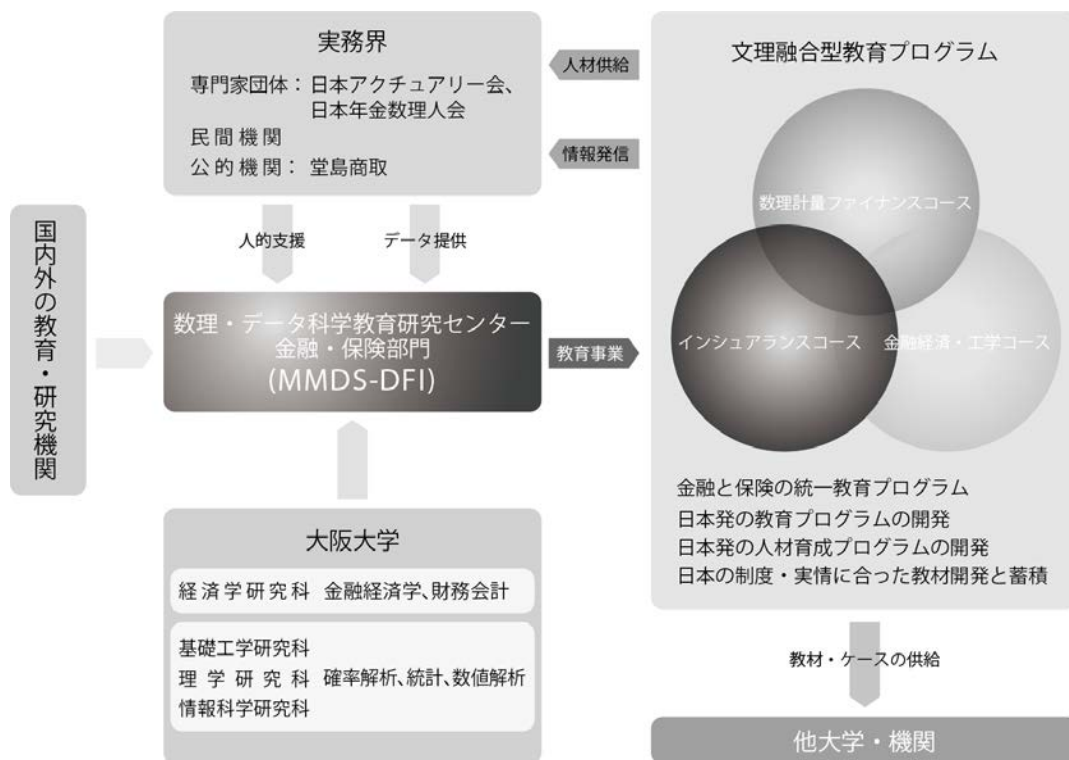 実務界
専門家団体：日本アクチュアリー会、
日本年金数理人会
民間機関
公的機関：堂島商取
人材供給
情報発信
文理融合型教育プログラム
数理計量ファイナンスコース
インシュアランスコース
金融経済・工学コース
金融と保険の統一教育プログラム
日本発の教育プログラムの開発
日本発の人材育成プログラムの開発
日本の制度・実情に合った教材開発と蓄積
国内外の教育・研究機関
人的支援
データ提供
数理・データ科学教育研究センター
金融・保険部門
(MMDS-DFI)
教育事業
大阪大学
経済学研究科 金融経済学、財務会計
基礎工学研究科
理学研究科 確率解析、統計、数値解析
情報科学研究科
教材・ケースの供給
他大学・機関